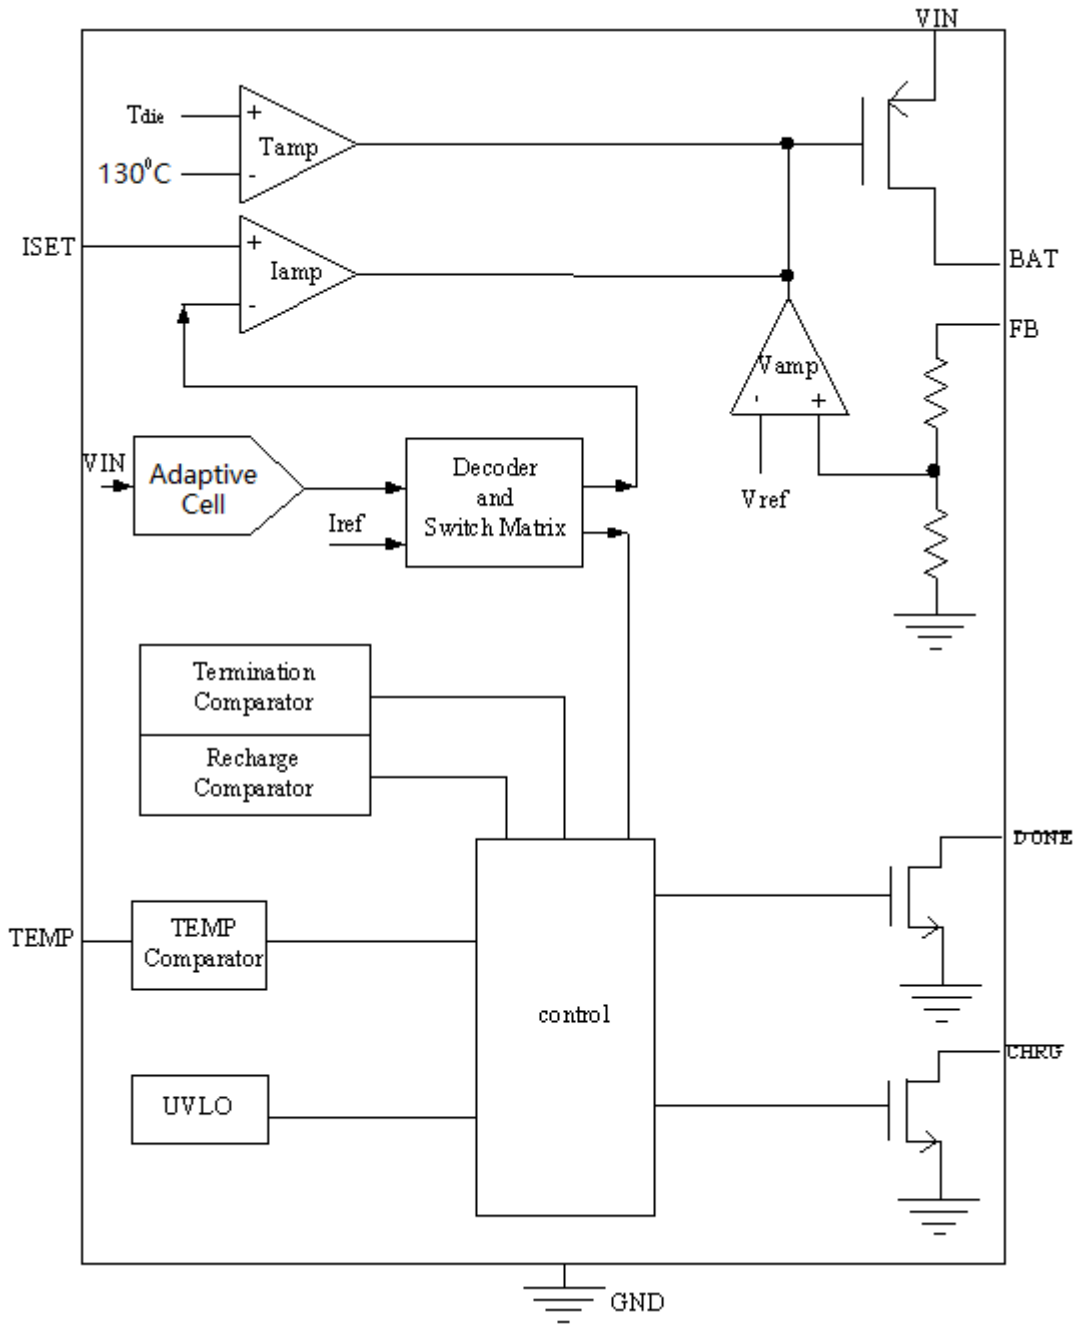 VIN
Tdie
+
Tamp
130⁰C
-
ISET
+
Iamp
-
BAT
FB
Vamp
- +
Vref
VIN
Adaptive
Cell
Iref
Decoder
and
Switch Matrix
Termination
Comparator
Recharge
Comparator
DONE
TEMP
TEMP
Comparator
control
CHRG
UVLO
GND